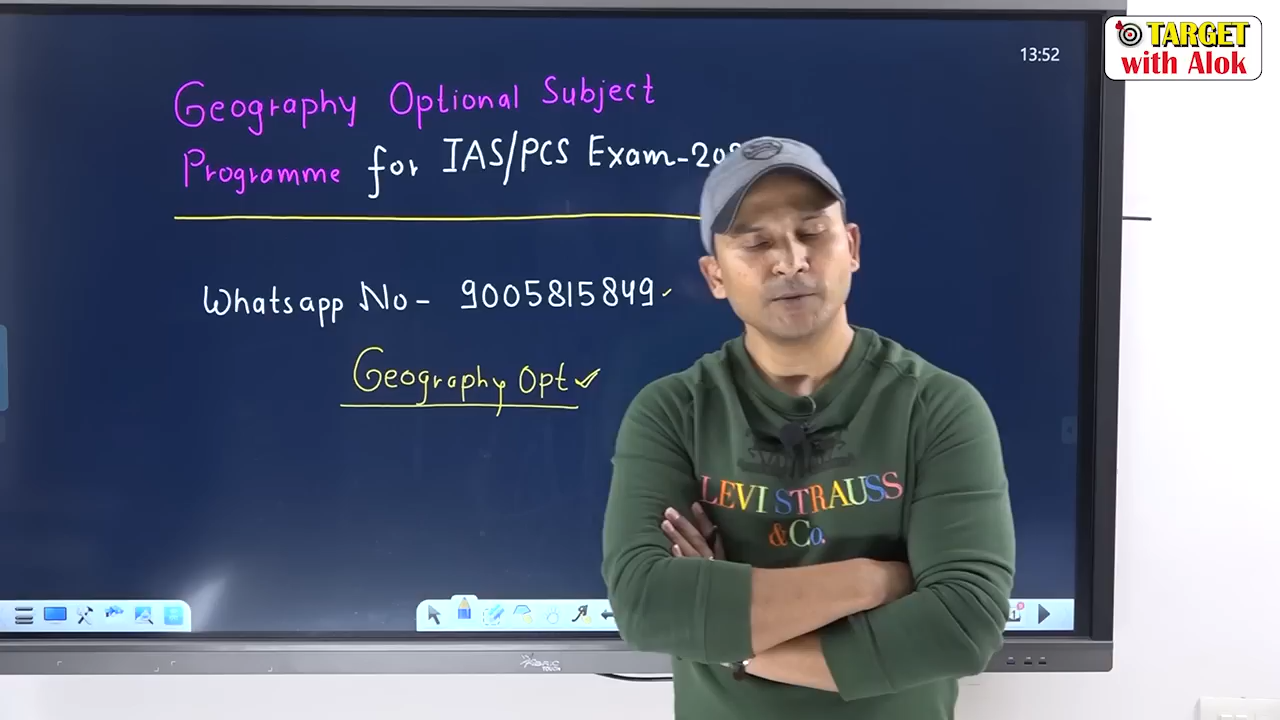 TARGET
with Alok
13:52
Geography Optional Subject
Programme for IAS/PCS Exam-20
Whatsapp No- 9005815849
Geography Opt
LEVI STRAUSS
& Co.